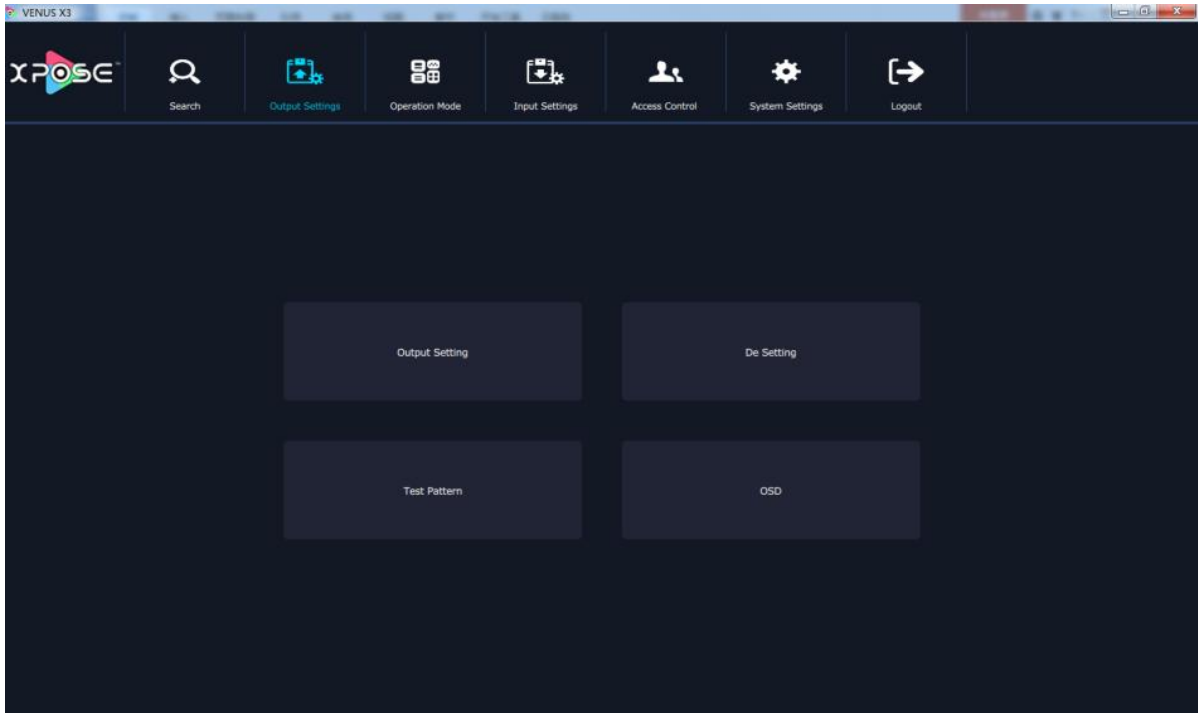 VENUS X3
XPOSE™
Search
Output Settings
Operation Mode
Input Settings
Access Control
System Settings
Logout
Output Setting
De Setting
Test Pattern
OSD